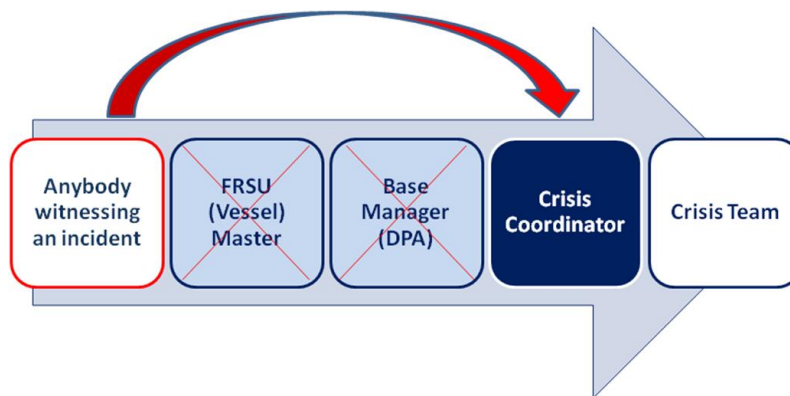 Anybody
witnessing
an incident
FRSU
(Vessel)
Master
Base
Manager
(DPA)
Crisis
Coordinator
Crisis Team